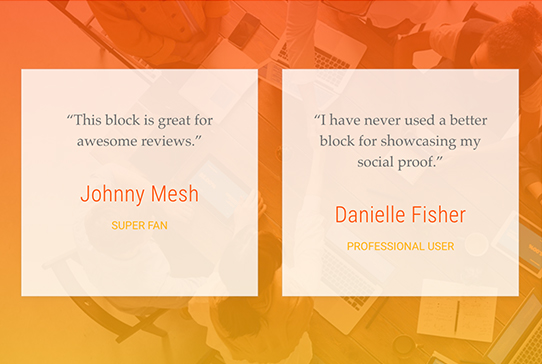 “This block is great for
awesome reviews.”
Johnny Mesh
SUPER FAN
“I have never used a better
block for showcasing my
social proof.”
Danielle Fisher
PROFESSIONAL USER